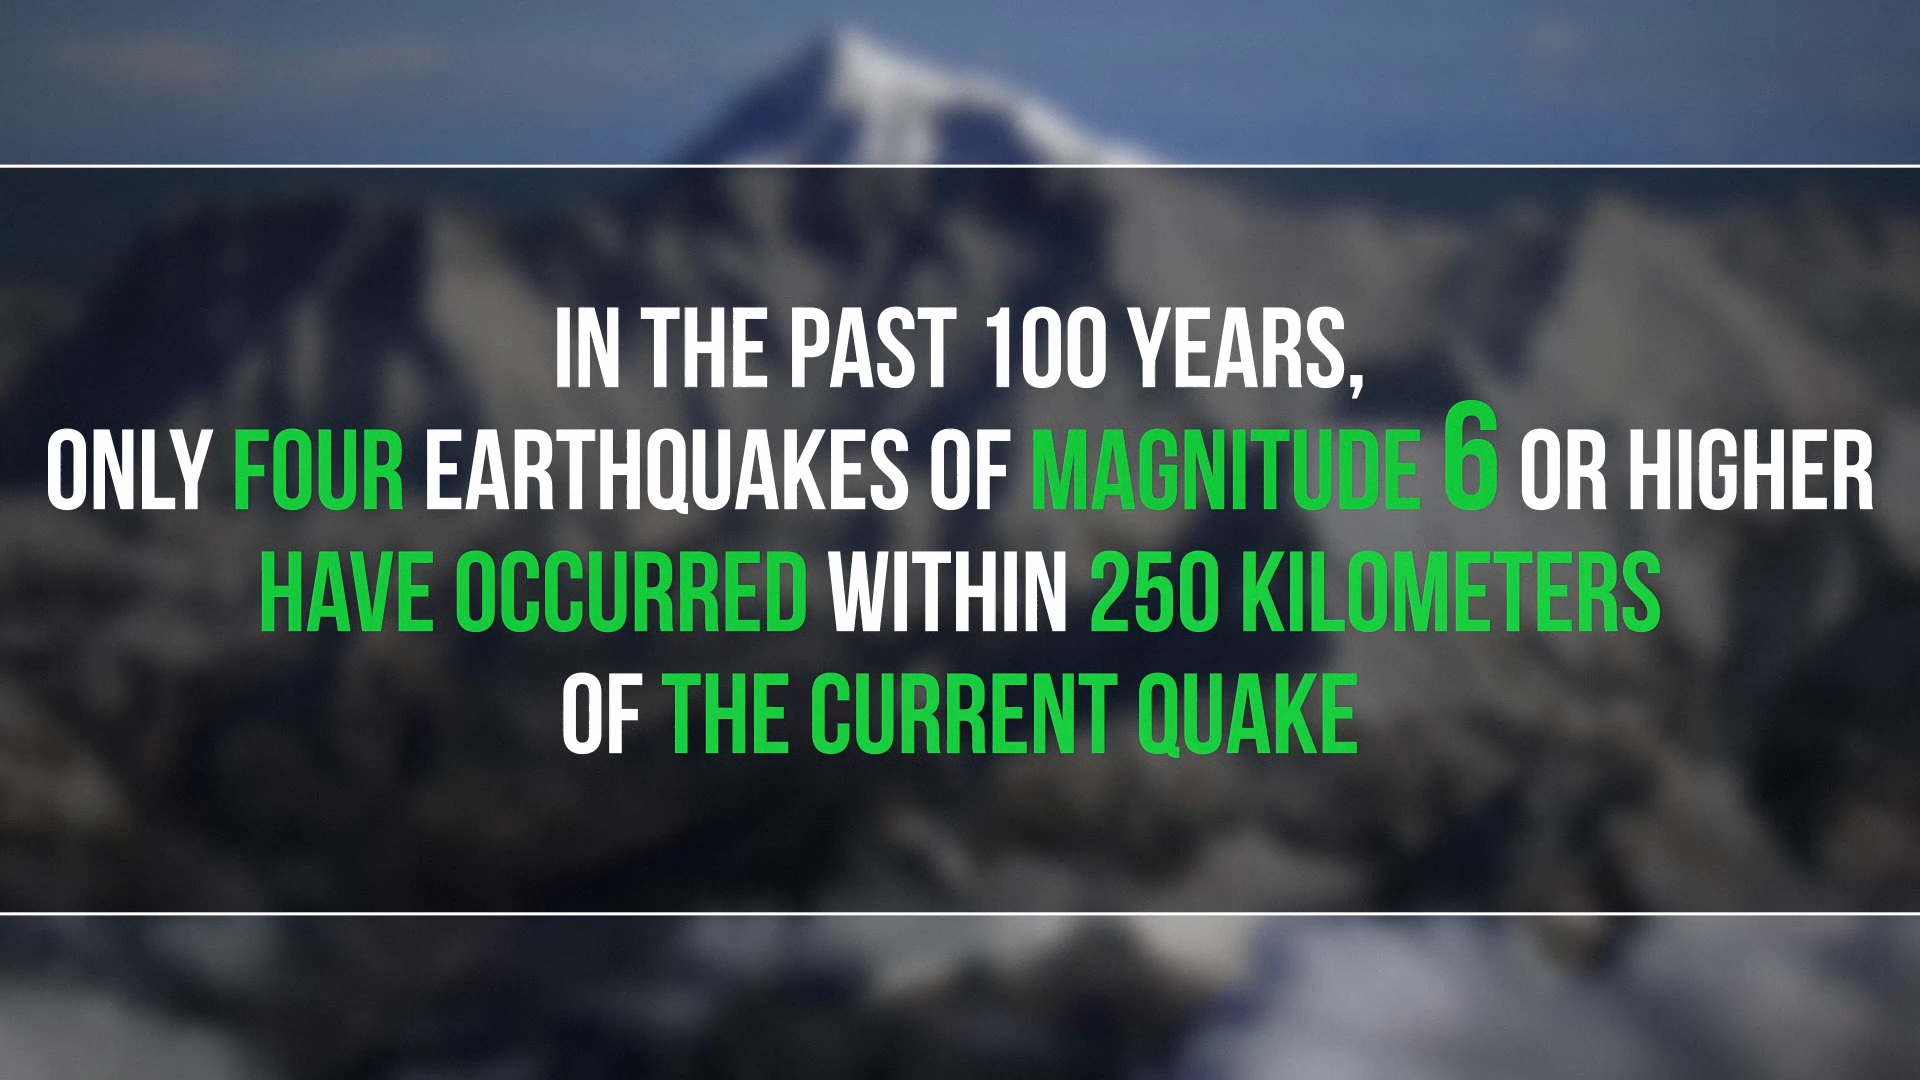 IN THE PAST 100 YEARS,
ONLY FOUR EARTHQUAKES OF MAGNITUDE 6 OR HIGHER
HAVE OCCURRED WITHIN 250 KILOMETERS
OF THE CURRENT QUAKE